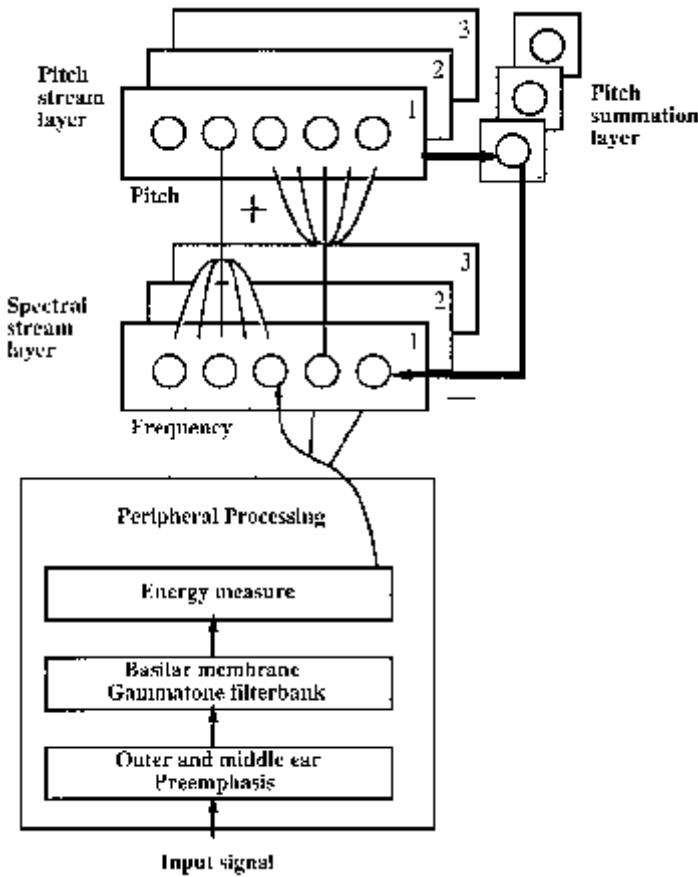 3
2
1
Pitch
stream
layer
Pitch
summation
layer
Pitch
+
3
2
1
Spectral
stream
layer
—
Frequency
Peripheral Processing
Energy measure
Basilar membrane
Gammatone filterbank
Outer and middle ear
Preemphasis
Input signal